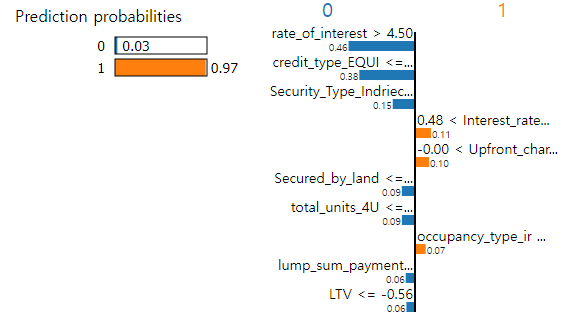 Prediction probabilities
0 0.03
1 0.97
0 1
rate_of_interest > 4.50
0.46
credit_type_EQUI <=...
0.38
Security_Type_Indriec...
0.15
0.48 < Interest_rate...
0.11
-0.00 < Upfront_char...
0.10
Secured_by_land <=...
0.09
total_units_4U <=...
0.09
occupancy_type_ir ...
0.07
lump_sum_payment...
0.06
LTV <= -0.56
0.06